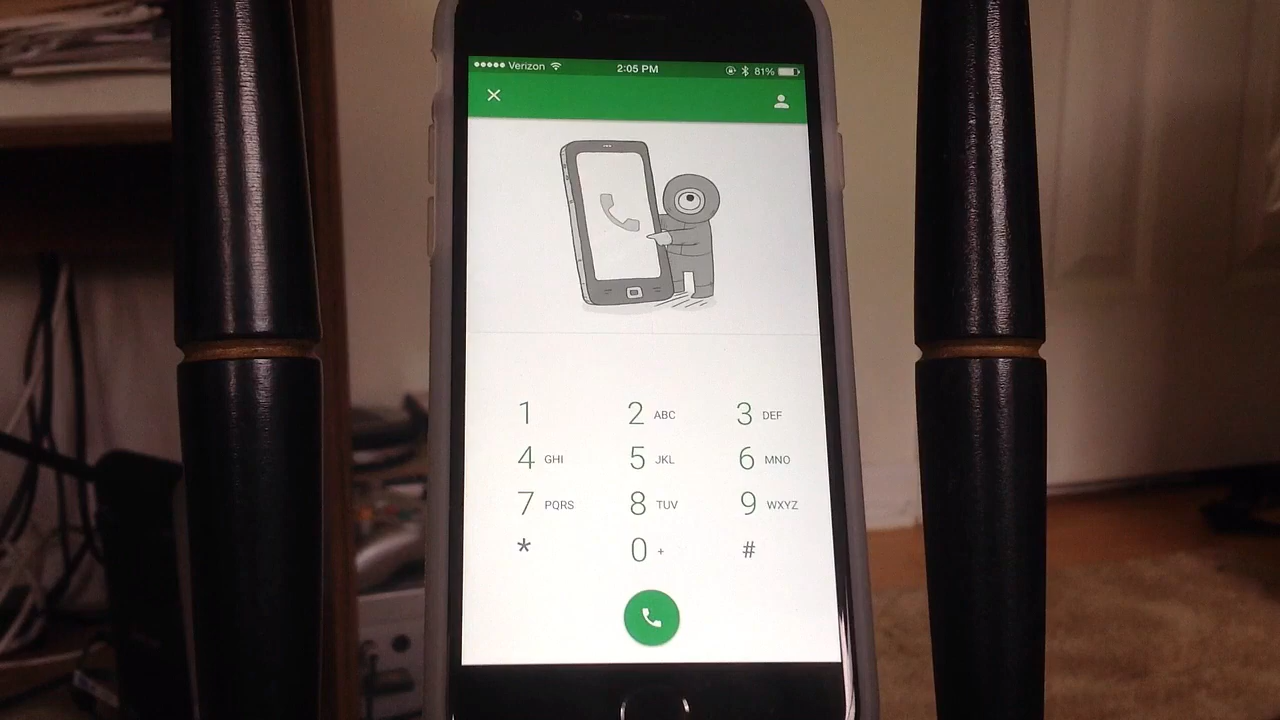 Verizon 2:05 PM 81%
1 2 ABC 3 DEF
4 GHI 5 JKL 6 MNO
7 PQRS 8 TUV 9 WXYZ
* 0 + #